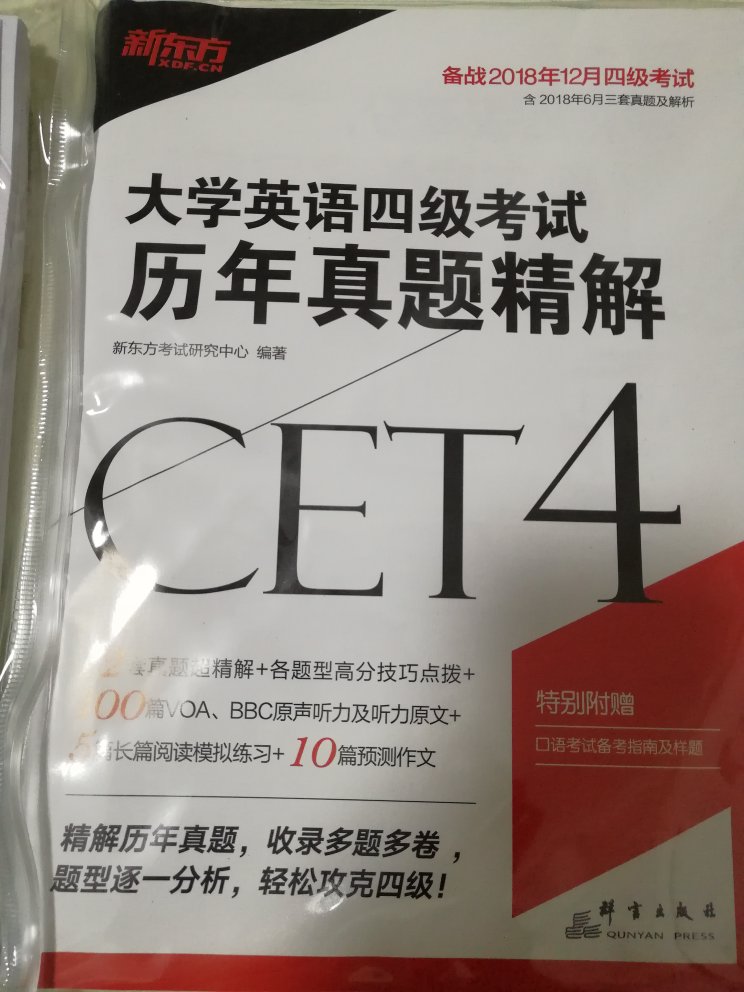 新东方
XDF.CN
备战2018年12月四级考试
含 2018年6月三套真题及解析
大学英语四级考试
历年真题精解
新东方考试研究中心 编著
CET4
2套真题超精解+各题型高分技巧点拨+
100篇VOA、BBC原声听力及听力原文+
5篇长篇阅读模拟练习+10篇预测作文
特别附赠
口语考试备考指南及样题
精解历年真题，收录多题多卷，
题型逐一分析，轻松攻克四级！
群言出版社
QUNYAN PRESS